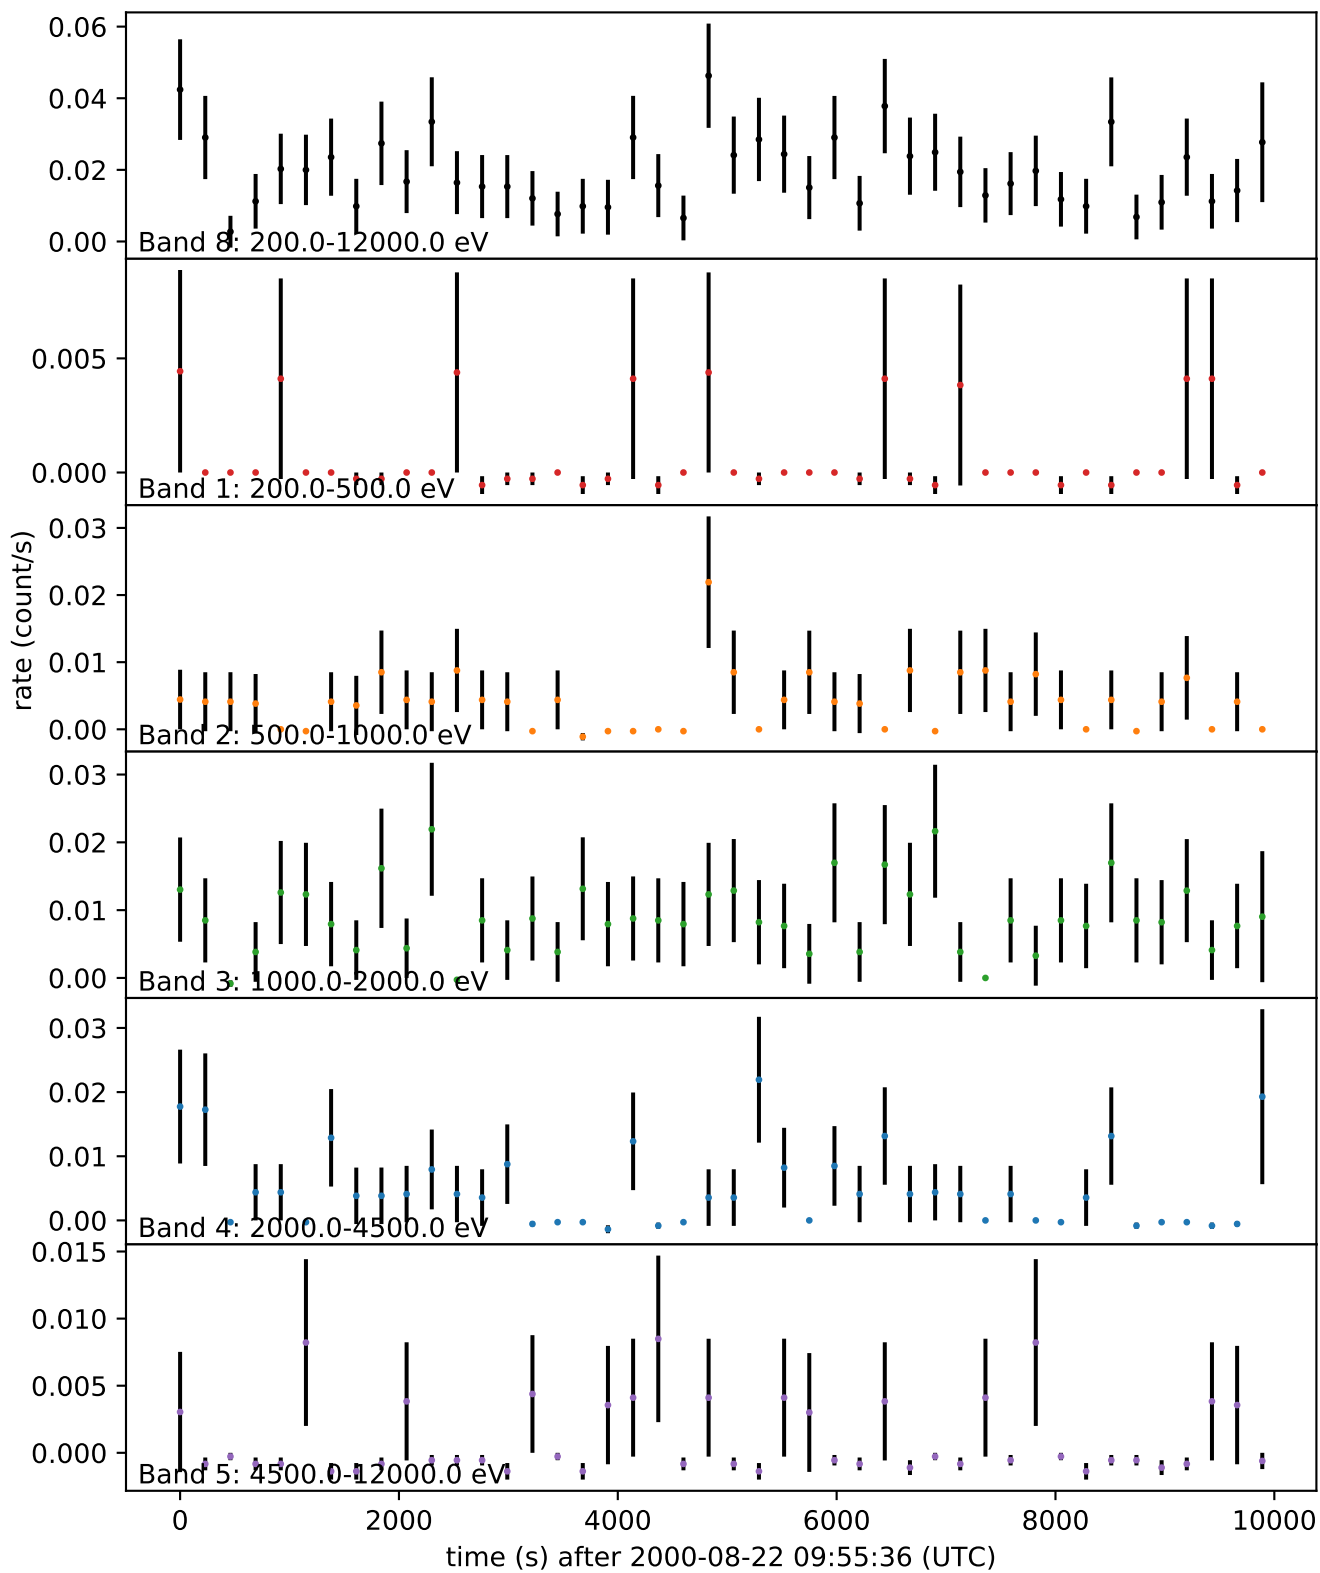 0.06
0.04
0.02
0.00
Band 8: 200.0-12000.0 eV
0.005
0.000
Band 1: 200.0-500.0 eV
rate (count/s)
0.03
0.02
0.01
0.00
Band 2: 500.0-1000.0 eV
0.03
0.02
0.01
0.00
Band 3: 1000.0-2000.0 eV
0.03
0.02
0.01
0.00
Band 4: 2000.0-4500.0 eV
0.015
0.010
0.005
0.000
Band 5: 4500.0-12000.0 eV
0 2000 4000 6000 8000 10000
time (s) after 2000-08-22 09:55:36 (UTC)